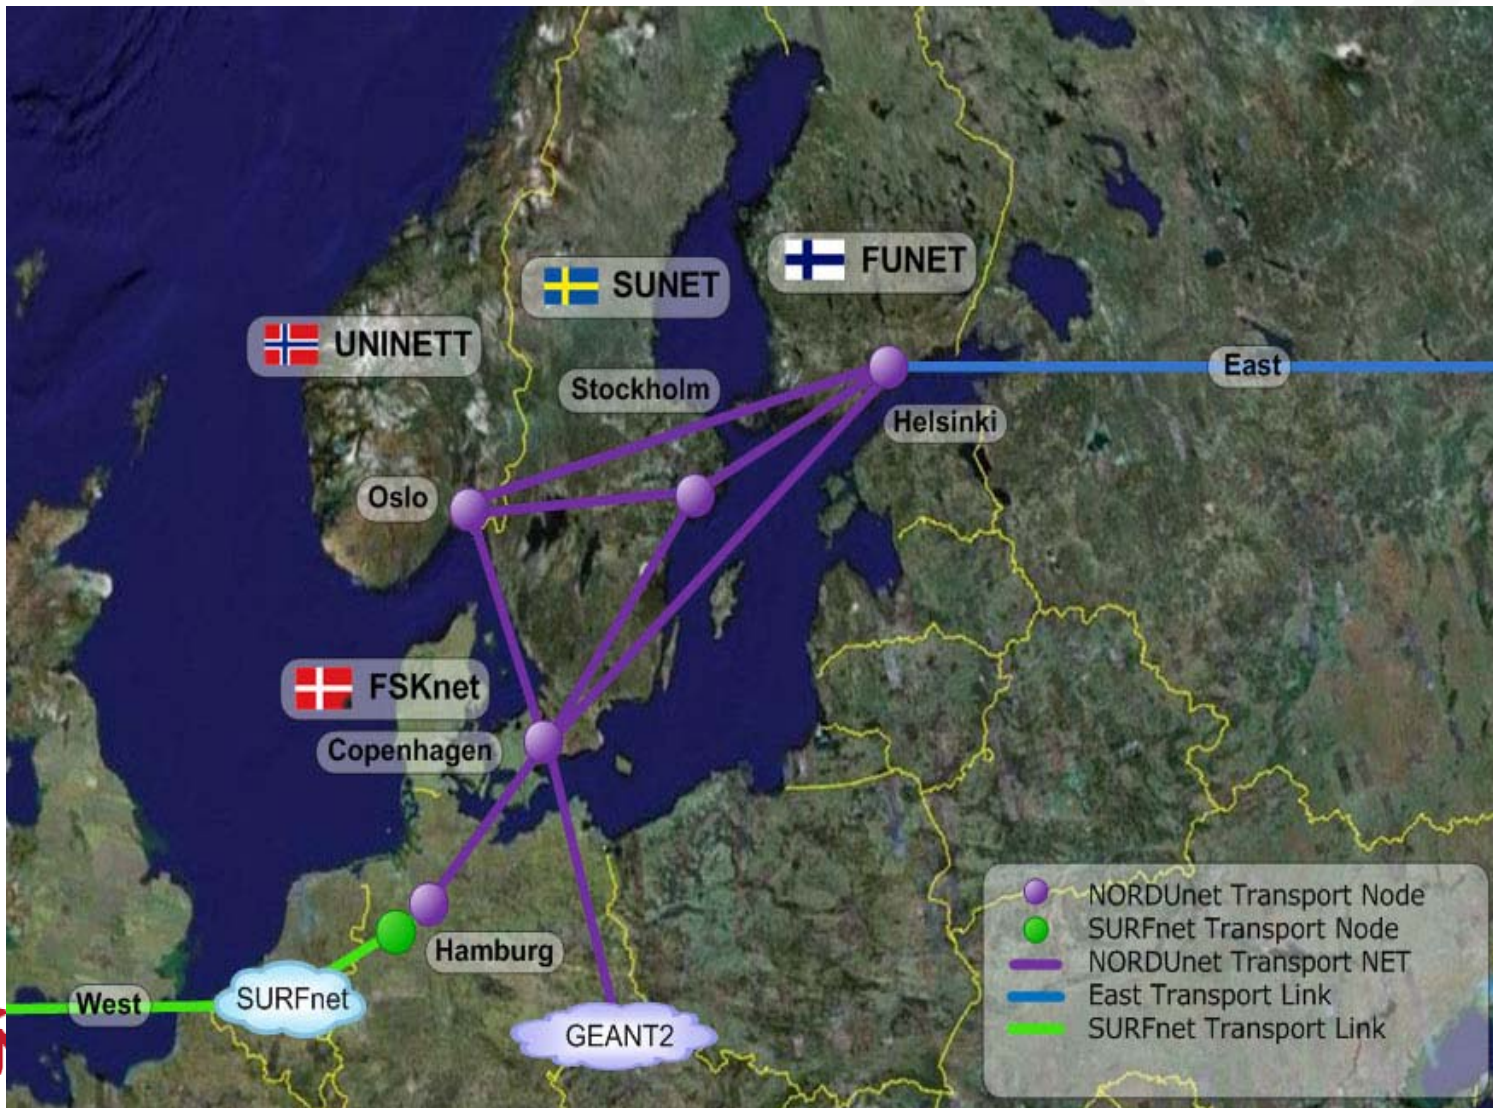 FUNET
SUNET
UNINETT
East
Stockholm
Helsinki
Oslo
FSKnet
Copenhagen
NORDUnet Transport Node
SURFnet Transport Node
NORDUnet Transport NET
East Transport Link
SURFnet Transport Link
Hamburg
SURFnet
West
GEANT2